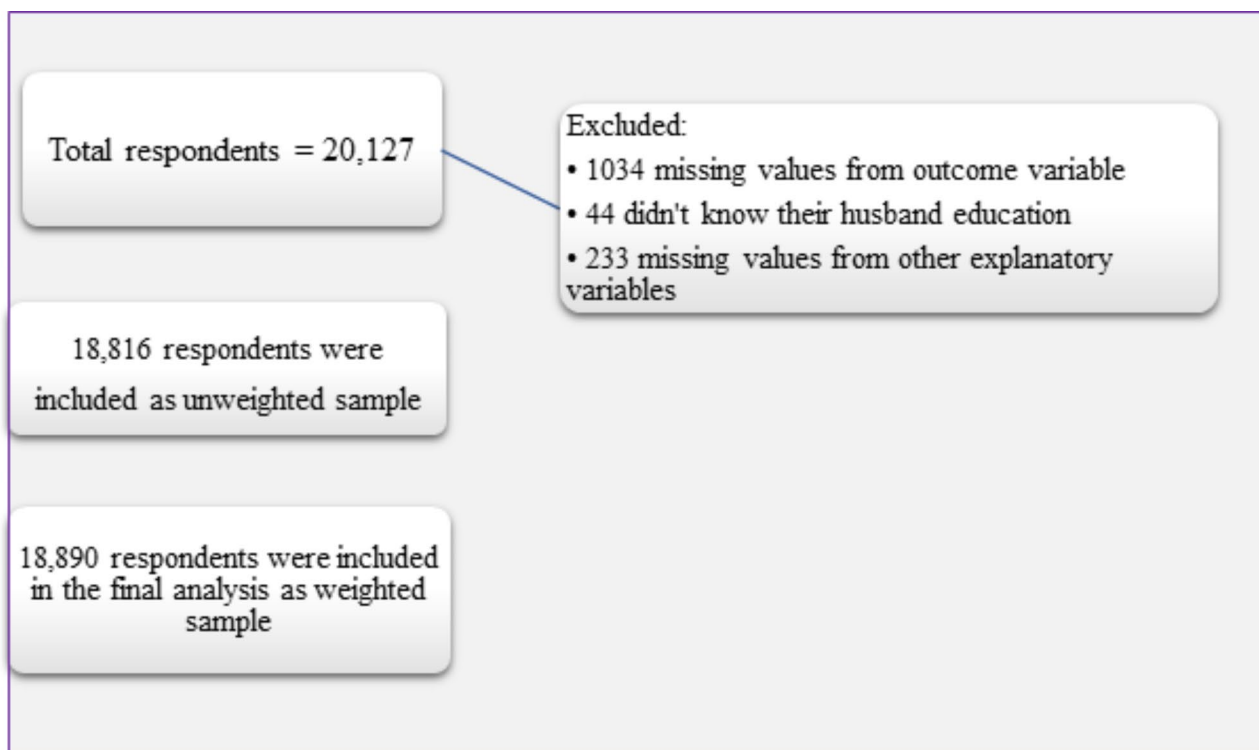 Total respondents = 20,127
Excluded:
• 1034 missing values from outcome variable
• 44 didn't know their husband education
• 233 missing values from other explanatory
variables
18,816 respondents were
included as unweighted sample
18,890 respondents were included
in the final analysis as weighted
sample